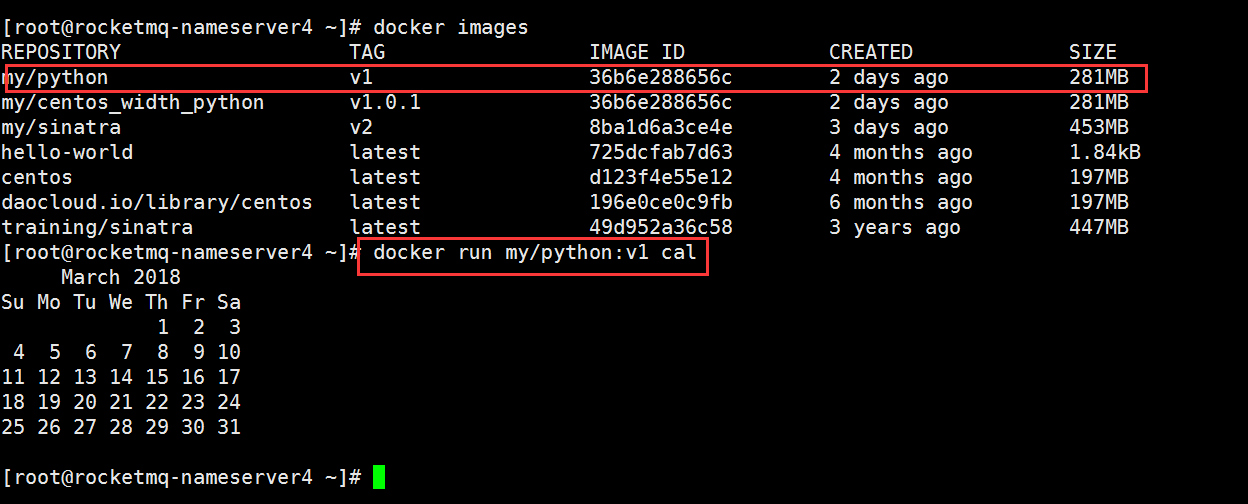 [root@rocketmq-nameserver4 ~]# docker images
REPOSITORY                   TAG                 IMAGE ID            CREATED             SIZE
my/python                    v1                  36b6e288656c        2 days ago          281MB
my/centos_width_python       v1.0.1              36b6e288656c        2 days ago          281MB
my/sinatra                   v2                  8ba1d6a3ce4e        3 days ago          453MB
hello-world                  latest              725dcfab7d63        4 months ago        1.84kB
centos                       latest              d123f4e55e12        4 months ago        197MB
daocloud.io/library/centos   latest              196e0ce0c9fb        6 months ago        197MB
training/sinatra             latest              49d952a36c58        3 years ago         447MB
[root@rocketmq-nameserver4 ~]# docker run my/python:v1 cal
     March 2018
Su Mo Tu We Th Fr Sa
             1  2  3
 4  5  6  7  8  9 10
11 12 13 14 15 16 17
18 19 20 21 22 23 24
25 26 27 28 29 30 31
[root@rocketmq-nameserver4 ~]#